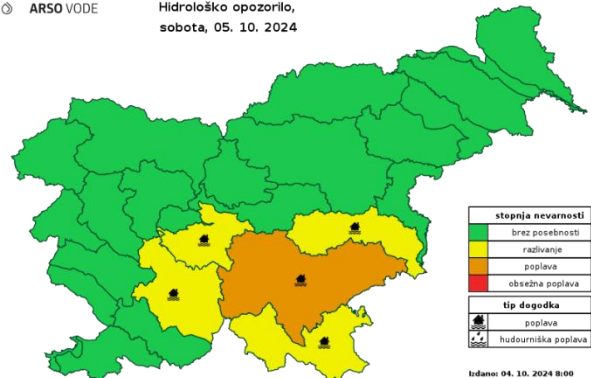 ARSO VODE
Hidrološko opozorilo,
sobota, 05. 10. 2024
stopnja nevarnosti
brez posebnosti
razlivanje
poplava
obsežna poplava
tip dogodka
poplava
hudourniška poplava
Izdano: 04. 10. 2024 8:00